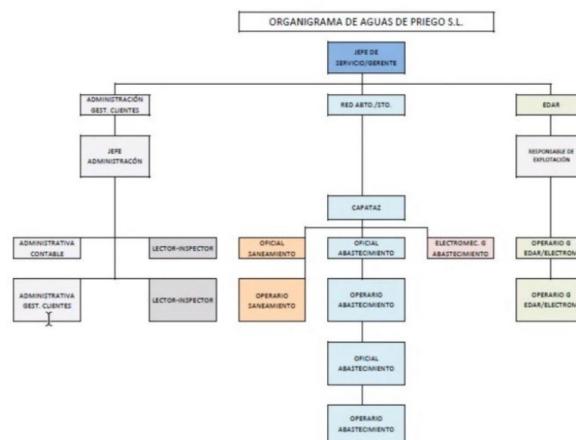 ORGANIGRAMA DE AGUAS DE PRIEGO S.L.
JEFE DE
SERVICIO/GERENTE
ADMINISTRACIÓN
GEST. CLIENTES
RED ABTO./STO.
EDAR
JEFE
ADMINISTRACÓN
RESPONSABLE DE
EXPLOTACIÓN
CAPATAZ
ADMINISTRATIVA
CONTABLE
LECTOR-INSPECTOR
OFICIAL
SANEAMIENTO
OFICIAL
ABASTECIMIENTO
ELECTROMEC. G
ABASTECIMIENTO
OPERARIO G
EDAR/ELECTROM
ADMINISTRATIVA
GEST. CLIENTES
LECTOR-INSPECTOR
OPERARIO
SANEAMIENTO
OPERARIO
ABASTECIMIENTO
OPERARIO G
EDAR/ELECTROM
OFICIAL
ABASTECIMIENTO
OPERARIO
ABASTECIMIENTO